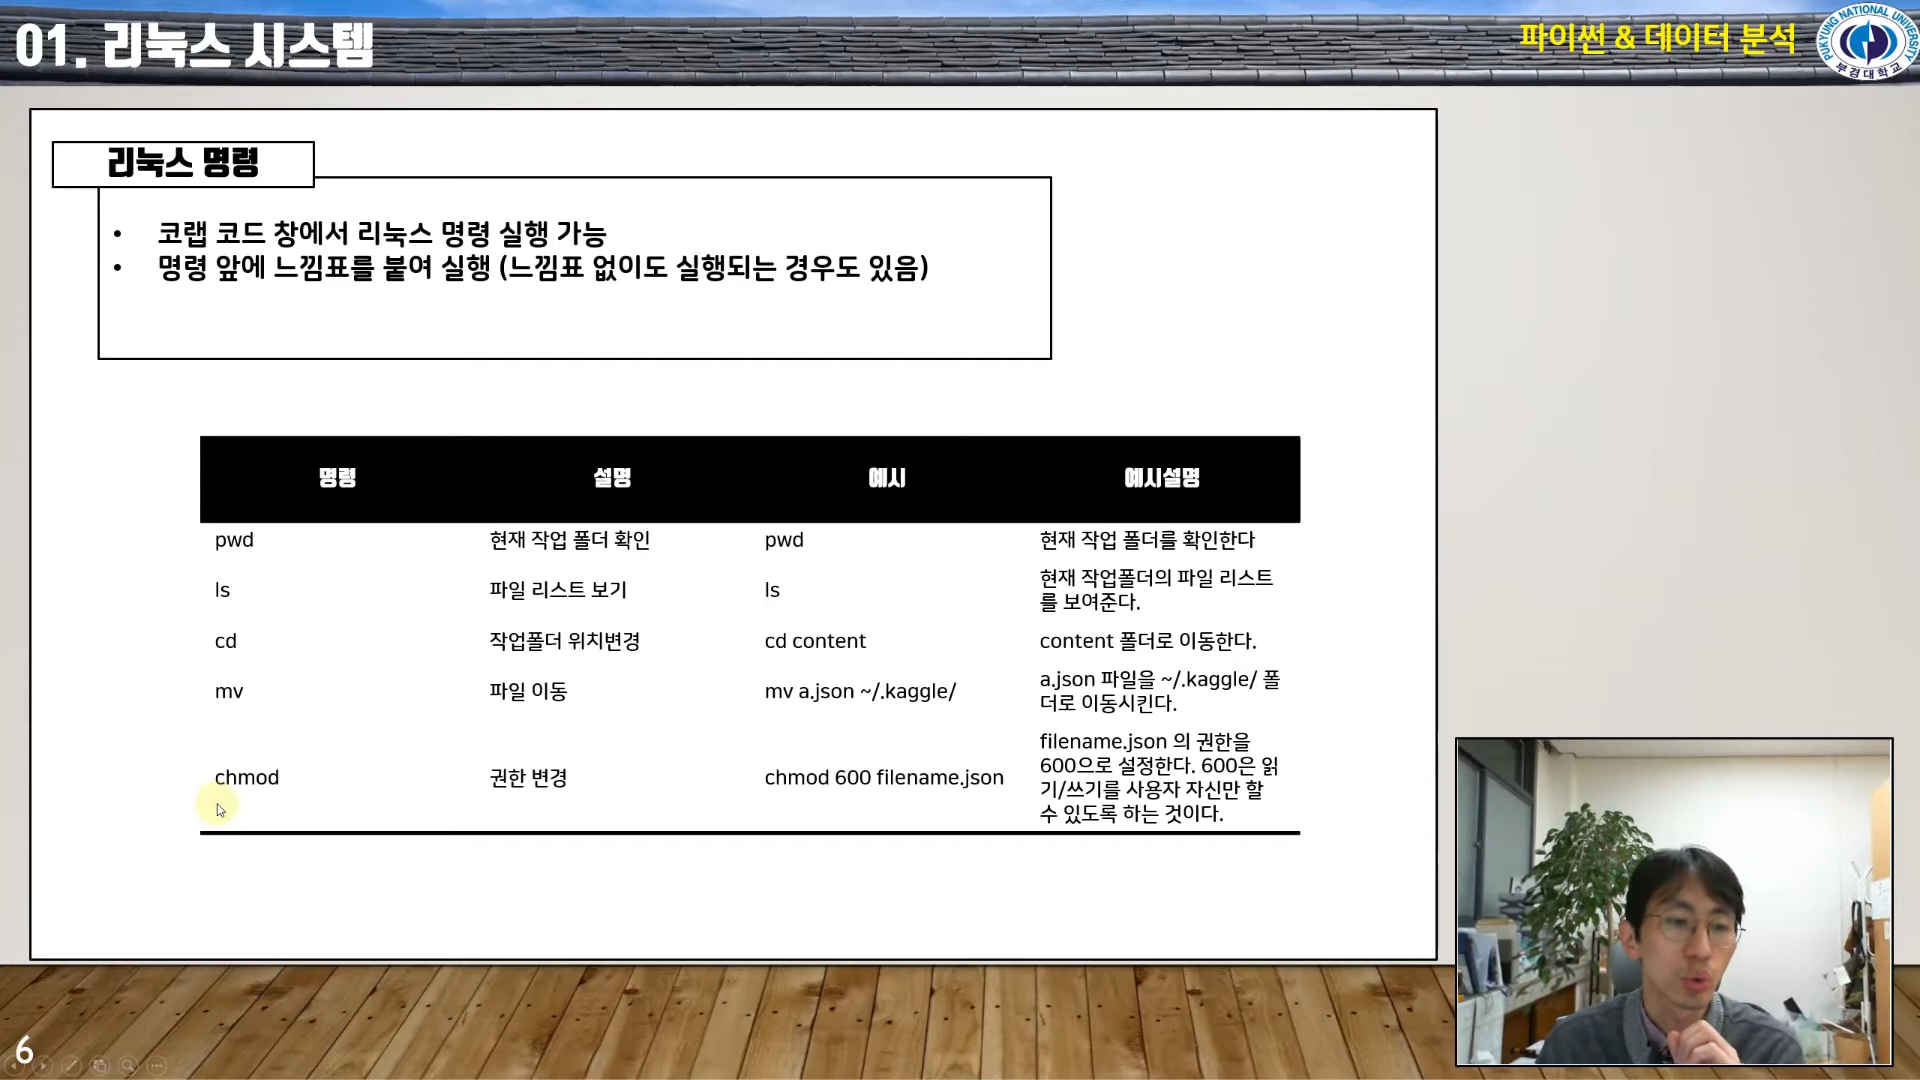 01. 리눅스 시스템
파이썬 & 데이터 분석
PUKYONG NATIONAL UNIVERSITY
부경대학교
리눅스 명령
• 코랩 코드 창에서 리눅스 명령 실행 가능
• 명령 앞에 느낌표를 붙여 실행 (느낌표 없이도 실행되는 경우도 있음)
명령 설명 예시 예시설명
pwd 현재 작업 폴더 확인 pwd 현재 작업 폴더를 확인한다
ls 파일 리스트 보기 ls 현재 작업폴더의 파일 리스트
를 보여준다.
cd 작업폴더 위치변경 cd content content 폴더로 이동한다.
mv 파일 이동 mv a.json ~/.kaggle/ a.json 파일을 ~/.kaggle/ 폴
더로 이동시킨다.
chmod 권한 변경 chmod 600 filename.json filename.json 의 권한을
600으로 설정한다. 600은 읽
기/쓰기를 사용자 자신만 할
수 있도록 하는 것이다.
6